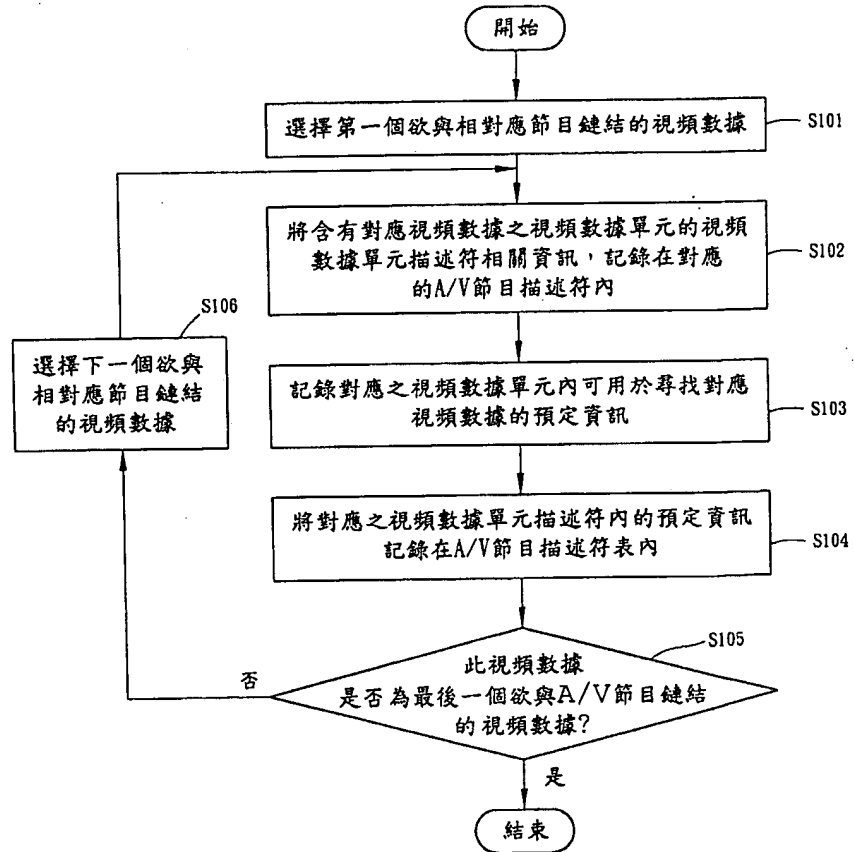 開始
選擇第一個欲與相對應節目鏈結的視頻數據
S101
將含有對應視頻數據之視頻數據單元的視頻
數據單元描述符相關資訊，記錄在對應
的A/V節目描述符內
S102
S106
選擇下一個欲與
相對應節目鏈結
的視頻數據
記錄對應之視頻數據單元內可用於尋找對應
視頻數據的預定資訊
S103
將對應之視頻數據單元描述符內的預定資訊
記錄在A/V節目描述符表內
S104
S105
此視頻數據
是否為最後一個欲與A/V節目鏈結
的視頻數據?
否
是
結束